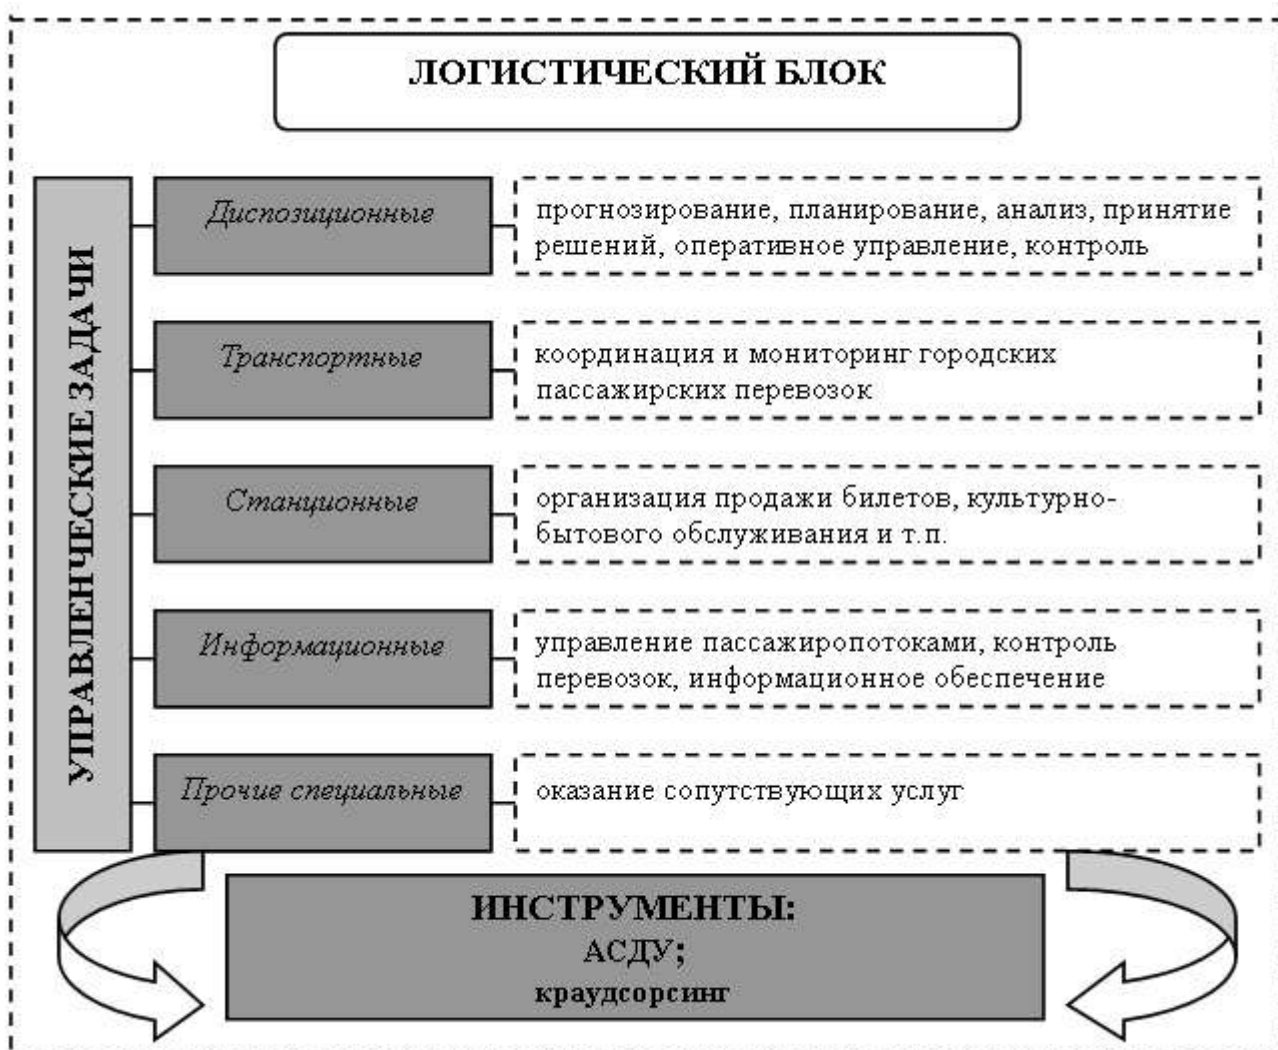 ЛОГИСТИЧЕСКИЙ БЛОК
УПРАВЛЕНЧЕСКИЕ ЗАДАЧИ
Диспозиционные
прогнозирование, планирование, анализ, принятие
решений, оперативное управление, контроль
Транспортные
координация и мониторинг городских
пассажирских перевозок
Станционные
организация продажи билетов, культурно-
бытового обслуживания и т.п.
Информационные
управление пассажиропотоками, контроль
перевозок, информационное обеспечение
Прочие специальные
оказание сопутствующих услуг
ИНСТРУМЕНТЫ:
АСДУ;
краудсорсинг